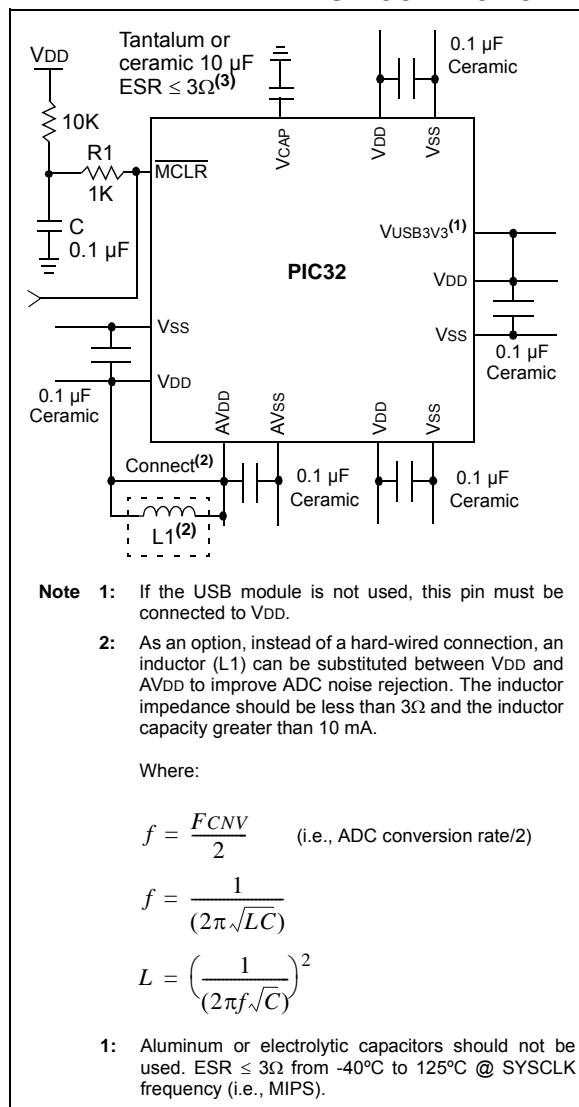 VDD
Tantalum or
ceramic 10 µF
ESR ≤ 3Ω(3)
0.1 µF
Ceramic
10K
R1
1K
MCLR
VCAP
VDD
VSS
C
0.1 µF
VUSB3V3(1)
PIC32
VDD
VSS
VSS
VDD
0.1 µF
Ceramic
0.1 µF
Ceramic
AVDD
AVSS
VDD
VSS
Connect(2)
0.1 µF
Ceramic
0.1 µF
Ceramic
L1(2)
Note 1: If the USB module is not used, this pin must be
connected to VDD.
2: As an option, instead of a hard-wired connection, an
inductor (L1) can be substituted between VDD and
AVDD to improve ADC noise rejection. The inductor
impedance should be less than 3Ω and the inductor
capacity greater than 10 mA.
Where:
f = FCNV / 2 (i.e., ADC conversion rate/2)
f = 1 / (2π√LC)
L = (1 / (2πf√C))²
1: Aluminum or electrolytic capacitors should not be
used. ESR ≤ 3Ω from -40ºC to 125ºC @ SYSCLK
frequency (i.e., MIPS).